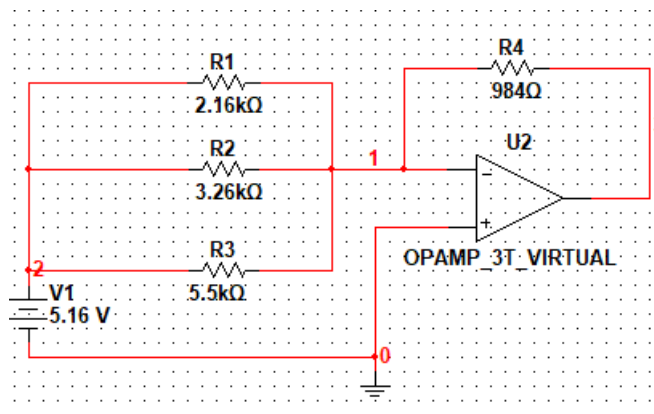 R1
2.16kΩ
R2
3.26kΩ
R3
5.5kΩ
2
V1
5.16 V
1
R4
984Ω
U2
OPAMP_3T_VIRTUAL
0